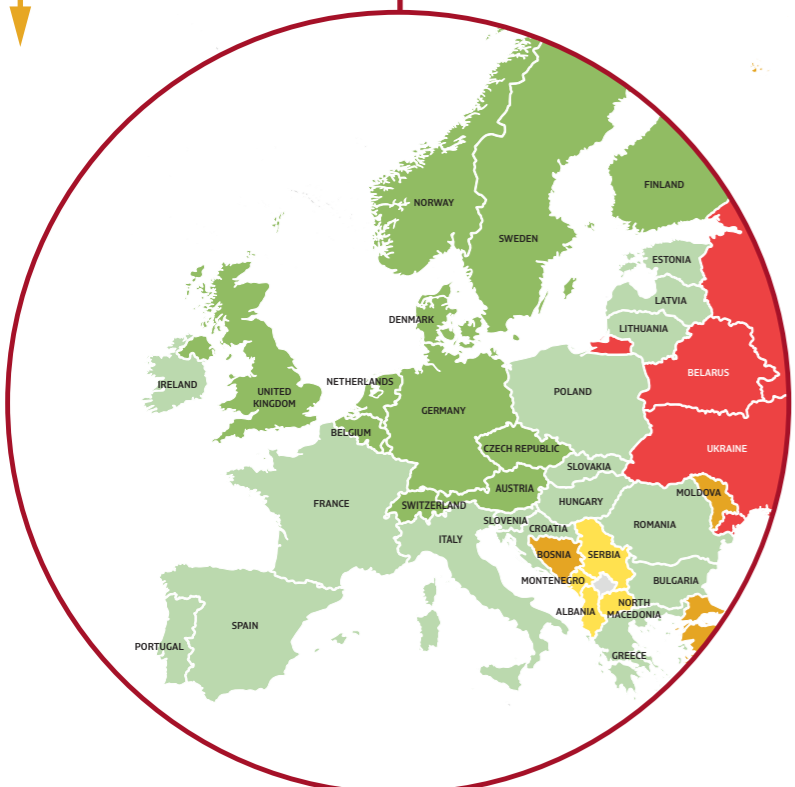 FINLAND
NORWAY
SWEDEN
ESTONIA
LATVIA
DENMARK
LITHUANIA
BELARUS
NETHERLANDS
IRELAND
UNITED
KINGDOM
POLAND
GERMANY
BELGIUM
CZECH REPUBLIC
UKRAINE
SLOVAKIA
AUSTRIA
MOLDOVA
FRANCE
SWITZERLAND
HUNGARY
SLOVENIA
CROATIA
ROMANIA
ITALY
BOSNIA
SERBIA
MONTENEGRO
BULGARIA
ALBANIA
NORTH
MACEDONIA
SPAIN
PORTUGAL
GREECE